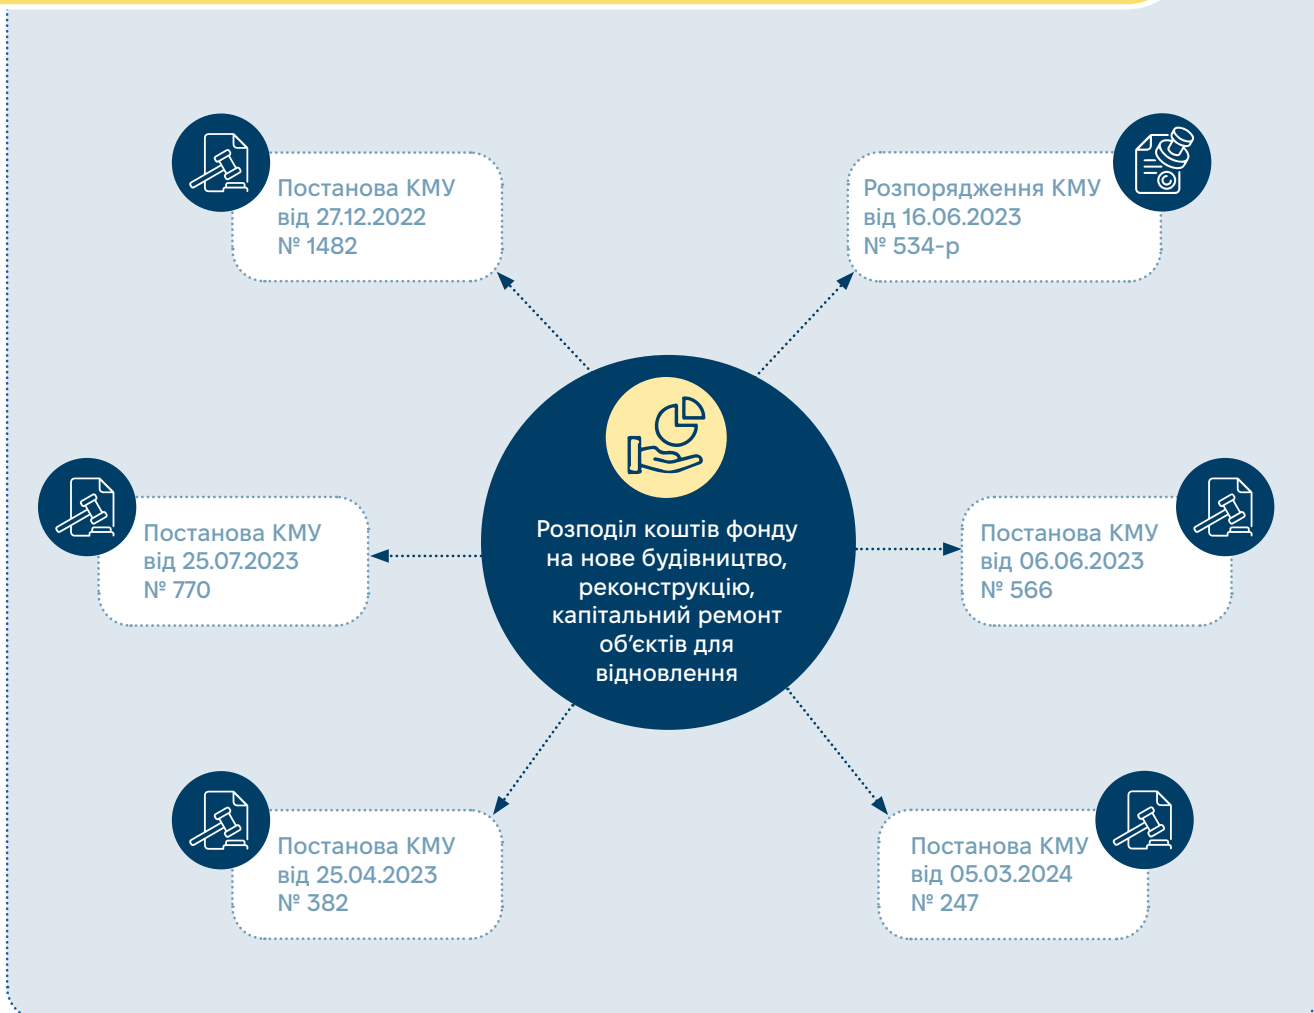 Постанова КМУ
від 27.12.2022
№ 1482
Розпорядження КМУ
від 16.06.2023
№ 534-р
Розподіл коштів фонду
на нове будівництво,
реконструкцію,
капітальний ремонт
об’єктів для
відновлення
Постанова КМУ
від 25.07.2023
№ 770
Постанова КМУ
від 06.06.2023
№ 566
Постанова КМУ
від 25.04.2023
№ 382
Постанова КМУ
від 05.03.2024
№ 247